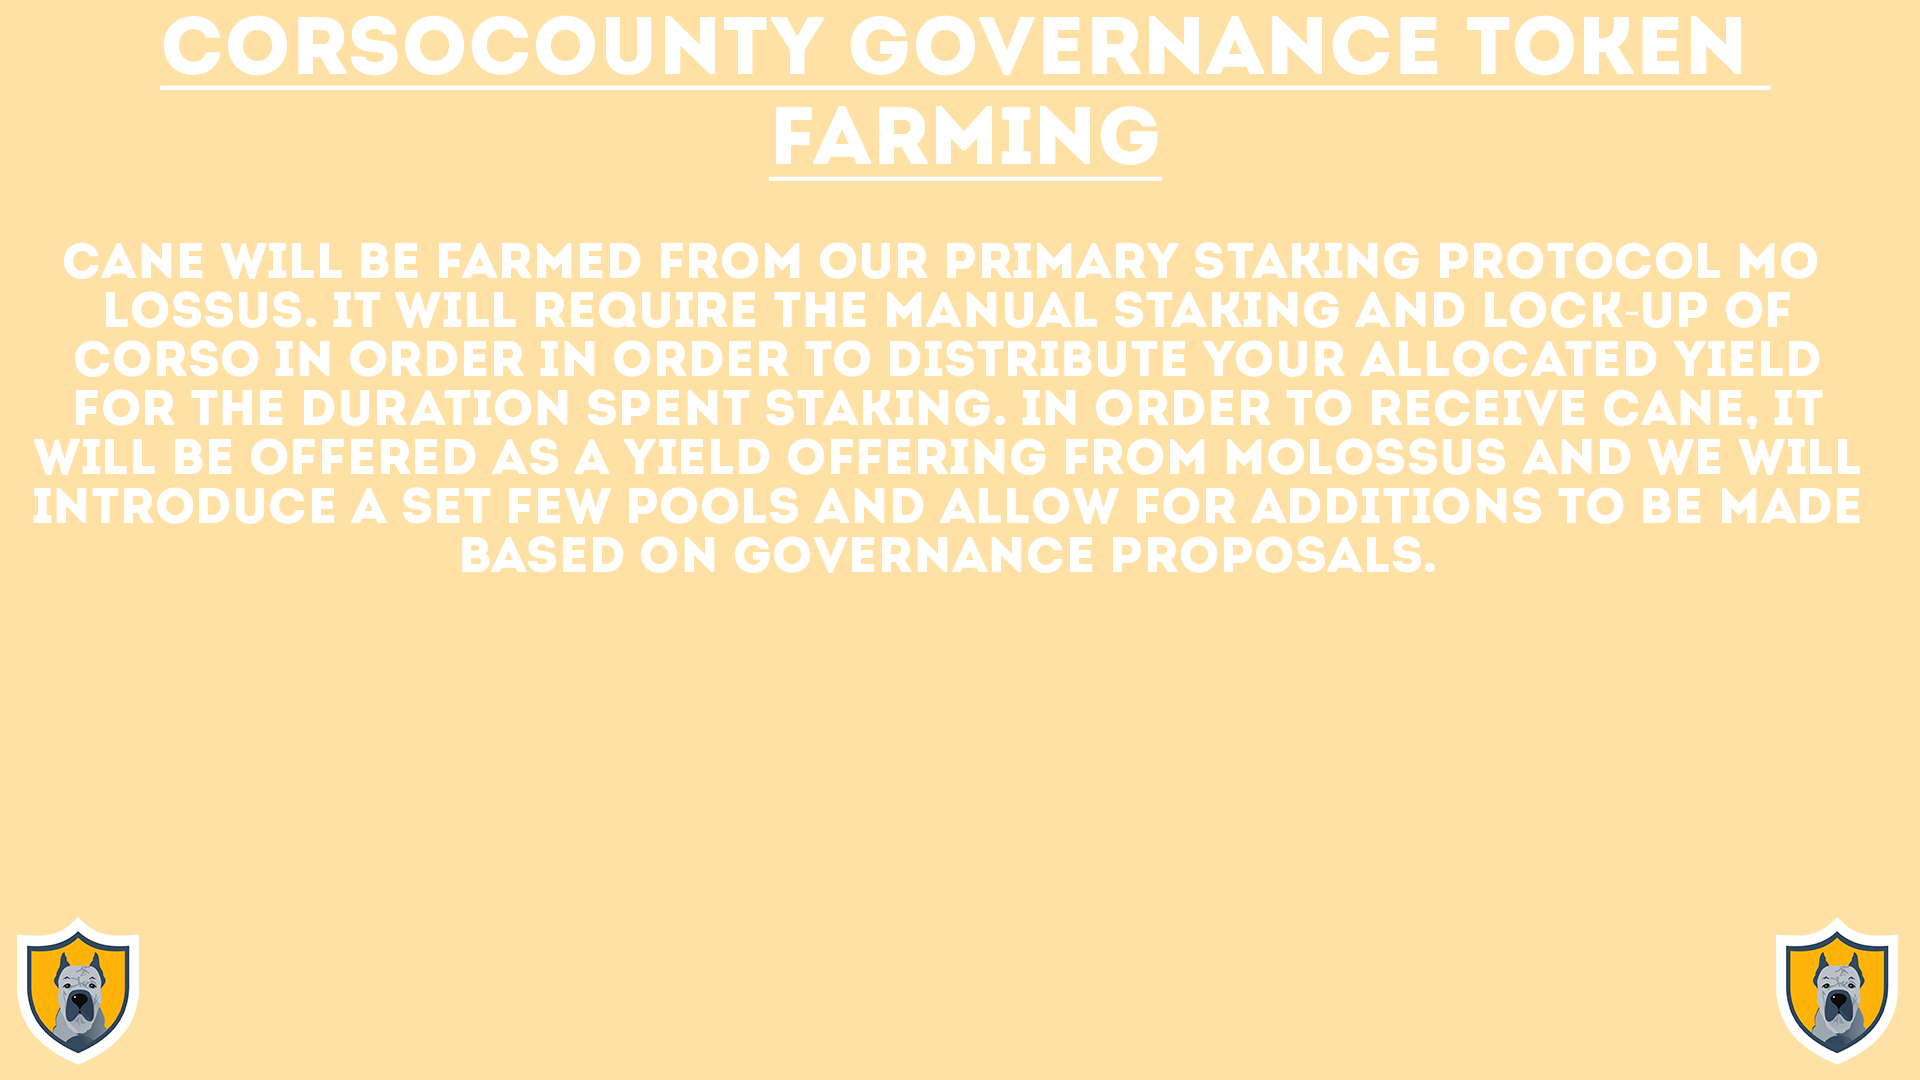 CORSOCOUNTY GOVERNANCE TOKEN
FARMING
CANE WILL BE FARMED FROM OUR PRIMARY STAKING PROTOCOL MO
LOSSUS. IT WILL REQUIRE THE MANUAL STAKING AND LOCK-UP OF
CORSO IN ORDER IN ORDER TO DISTRIBUTE YOUR ALLOCATED YIELD
FOR THE DURATION SPENT STAKING. IN ORDER TO RECEIVE CANE, IT
WILL BE OFFERED AS A YIELD OFFERING FROM MOLOSSUS AND WE WILL
INTRODUCE A SET FEW POOLS AND ALLOW FOR ADDITIONS TO BE MADE
BASED ON GOVERNANCE PROPOSALS.